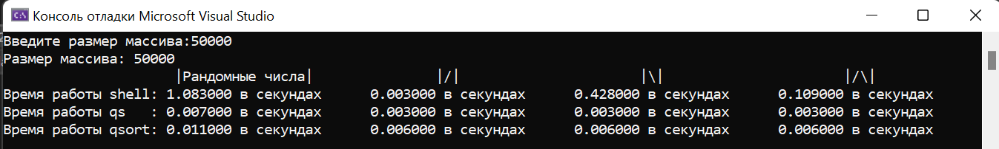 Консоль отладки Microsoft Visual Studio
Введите размер массива:50000
Размер массива: 50000
|Рандомные числа| |/| |\| |/\|
Время работы shell: 1.083000 в секундах 0.003000 в секундах 0.428000 в секундах 0.109000 в секундах
Время работы qs : 0.007000 в секундах 0.003000 в секундах 0.003000 в секундах 0.003000 в секундах
Время работы qsort: 0.011000 в секундах 0.006000 в секундах 0.006000 в секундах 0.006000 в секундах